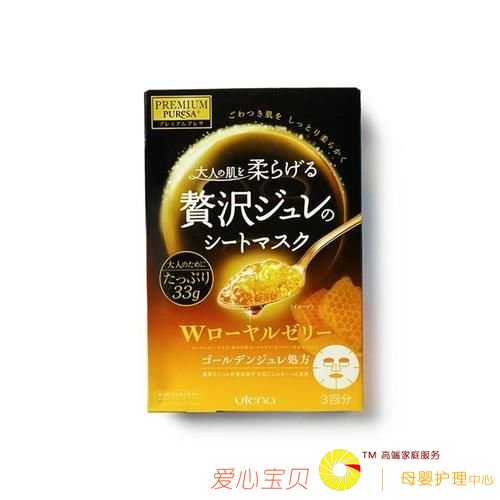 PREMIUM
PURESA
プレミアムプレサ
ごわつき肌を しっとり柔らかく
大人の肌を柔らげる
贅沢ジュレの
シートマスク
大人のために
たっぷり
33g
(イメージ)
Wローヤルゼリー
ゴールデンジュレ処方
utena
3回分
TM 高端家庭服务
爱心宝贝
母婴护理中心